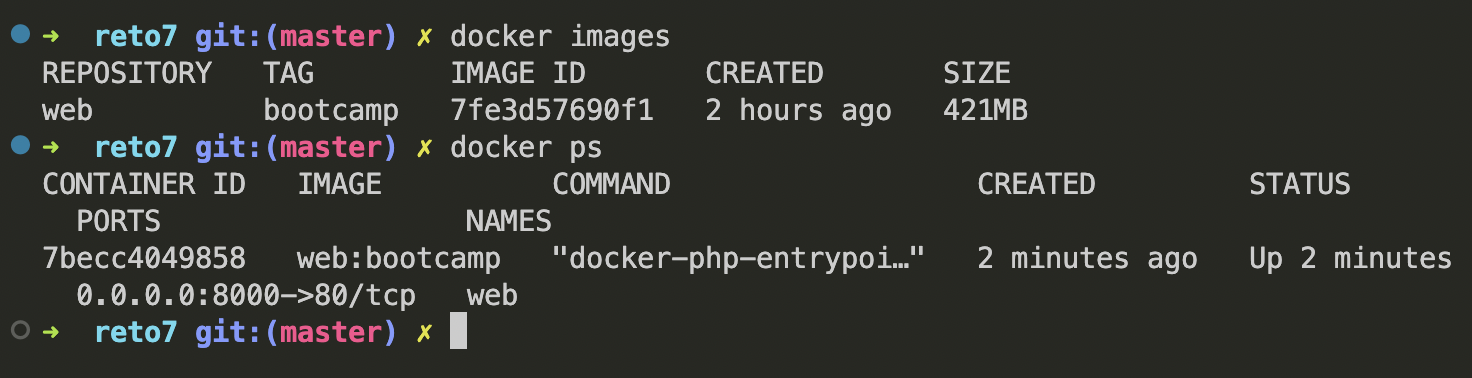 ➜  reto7 git:(master) ✗ docker images
REPOSITORY   TAG        IMAGE ID       CREATED       SIZE
web          bootcamp   7fe3d57690f1   2 hours ago   421MB
➜  reto7 git:(master) ✗ docker ps
CONTAINER ID   IMAGE          COMMAND                  CREATED         STATUS
  PORTS                  NAMES
7becc4049858   web:bootcamp   "docker-php-entrypoi…"   2 minutes ago   Up 2 minutes
  0.0.0.0:8000->80/tcp   web
➜  reto7 git:(master) ✗